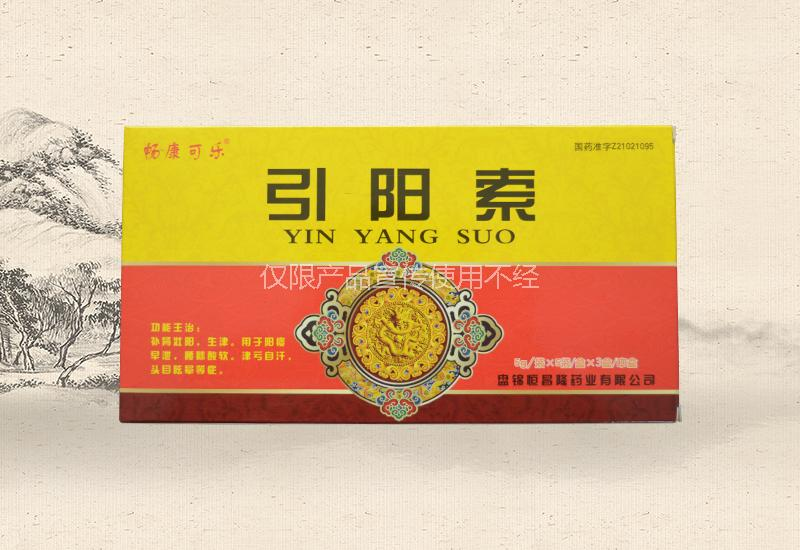 畅康可乐®
国药准字Z21021095
引阳索
YIN YANG SUO
仅限产品宣传使用不经
功能主治：
补肾壮阳，生津。用于阳痿
早泄，腰膝酸软，津亏自汗，
头目眩晕等症。
5g/袋×5袋/盒×3盒/中盒
盘锦恒昌隆药业有限公司